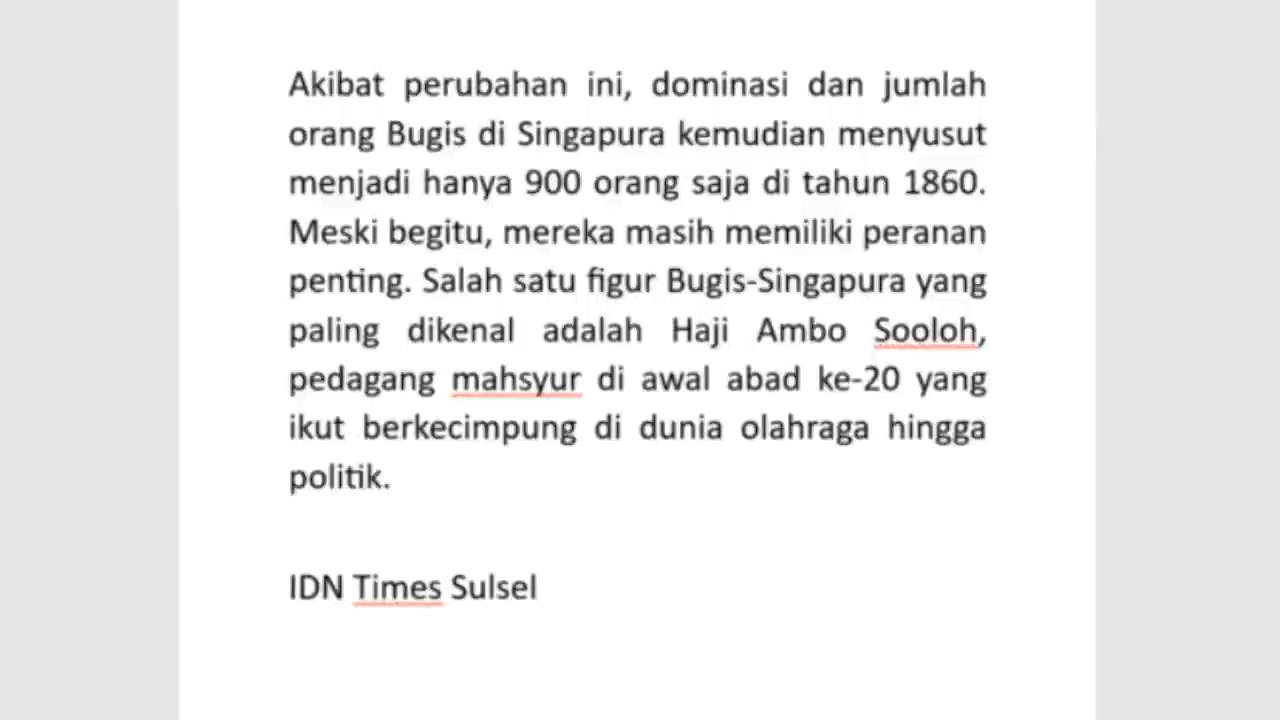 Akibat perubahan ini, dominasi dan jumlah
orang Bugis di Singapura kemudian menyusut
menjadi hanya 900 orang saja di tahun 1860.
Meski begitu, mereka masih memiliki peranan
penting. Salah satu figur Bugis-Singapura yang
paling dikenal adalah Haji Ambo Sooloh,
pedagang mahsyur di awal abad ke-20 yang
ikut berkecimpung di dunia olahraga hingga
politik.
IDN Times Sulsel